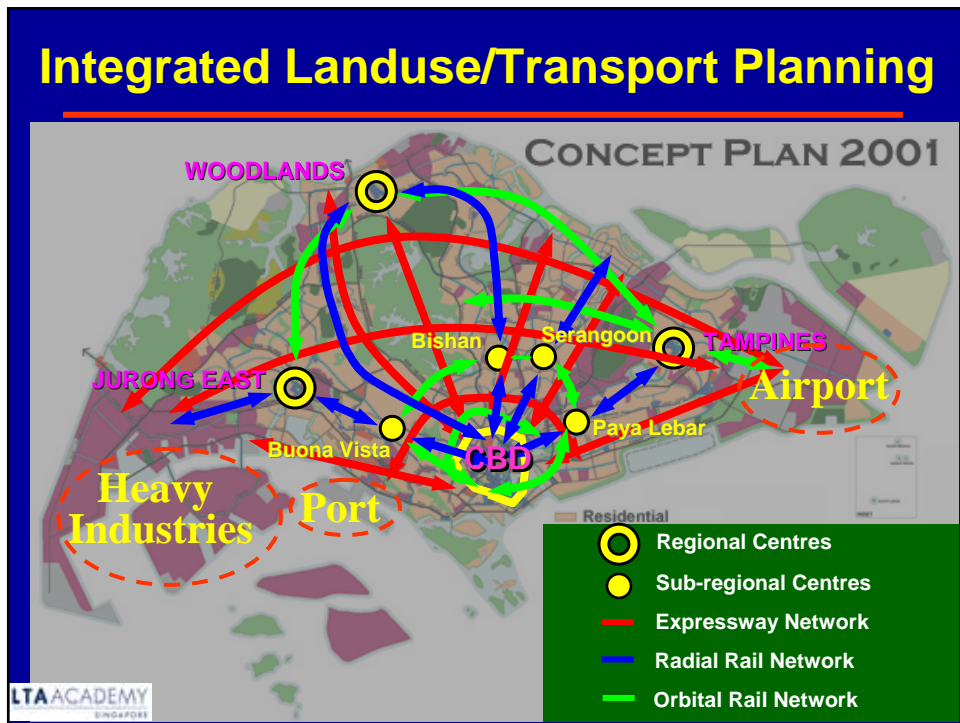 Integrated Landuse/Transport Planning
CONCEPT PLAN 2001
WOODLANDS
Bishan
Serangoon
TAMPINES
JURONG EAST
Airport
Paya Lebar
Buona Vista
CBD
Heavy
Industries
Port
Residential
Regional Centres
Sub-regional Centres
Expressway Network
Radial Rail Network
Orbital Rail Network
LTA ACADEMY
SINGAPORE